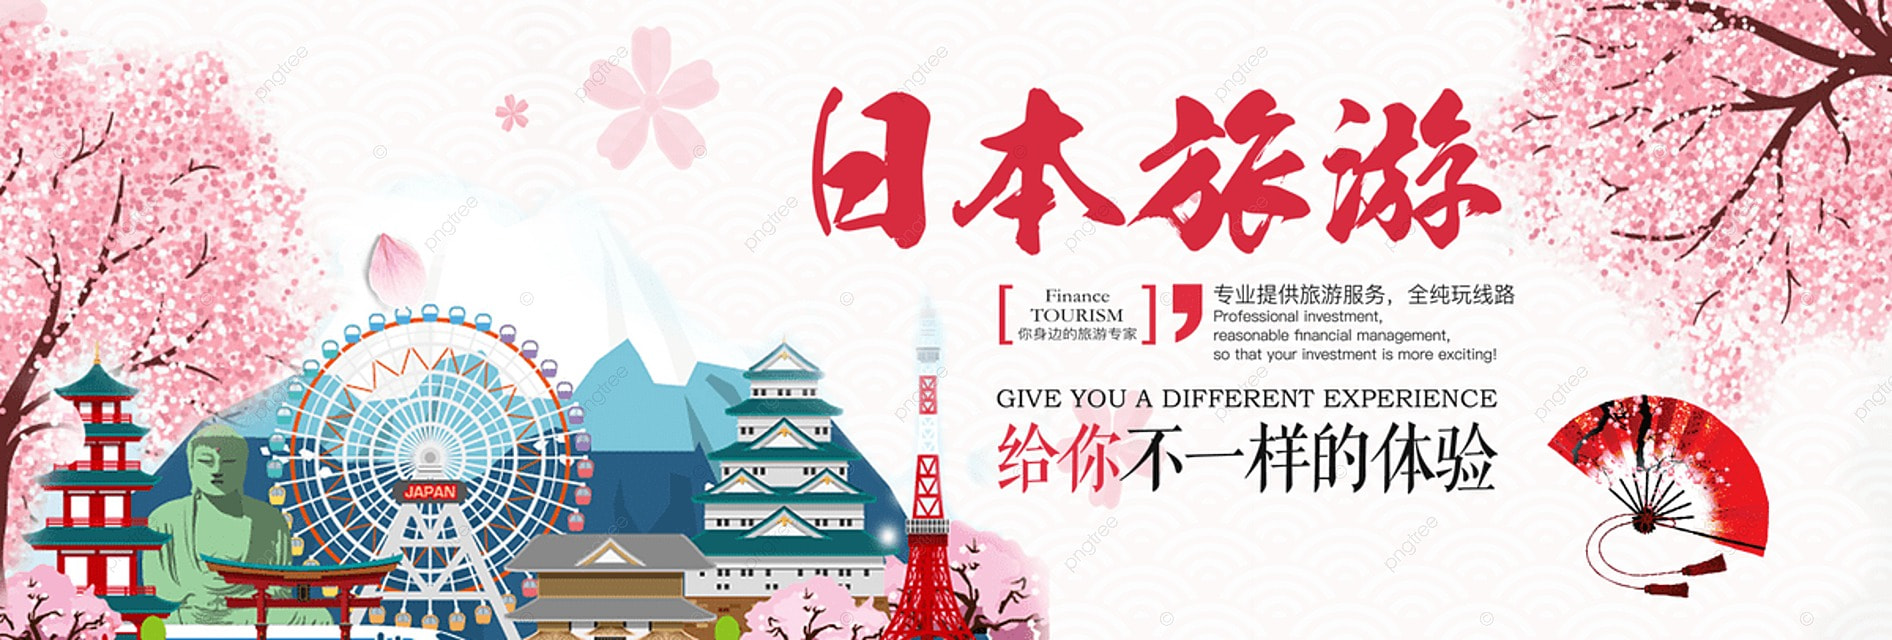 日本旅游
Finance
TOURISM
你身边的旅游专家
专业提供旅游服务，全纯玩线路
Professional investment,
reasonable financial management,
so that your investment is more exciting!
GIVE YOU A DIFFERENT EXPERIENCE
给你不一样的体验
JAPAN
pngtree